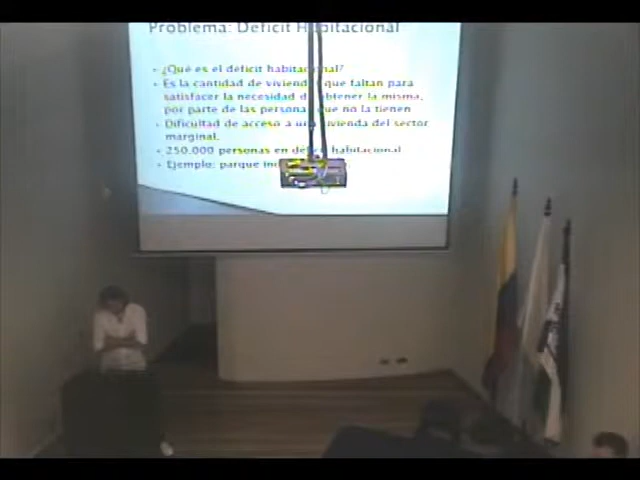 Problema: Deficit Habitacional
¿Qué es el deficit habitacional?
Es la cantidad de viviendas que faltan para
satisfacer la necesidad de obtener la misma,
por parte de las personas que no la tienen
Dificultad de acceso a una vivienda del sector
marginal.
250.000 personas en deficit habitacional
Ejemplo: parque